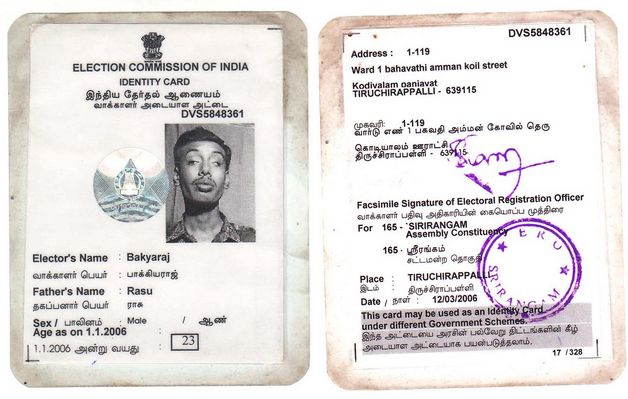 ELECTION COMMISSION OF INDIA
IDENTITY CARD
இந்திய தேர்தல் ஆணையம்
வாக்காளர் அடையாள அட்டை
DVS5848361
Elector's Name : Bakyaraj
வாக்காளர் பெயர் : பாக்கியராஜ்
Father's Name : Rasu
தகப்பனார் பெயர் : ராசு
Sex / பாலினம் : Male / ஆண்
Age as on 1.1.2006
1.1.2006 அன்று வயது : 23
DVS5848361
Address : 1-119
Ward 1 bahavathi amman koil street
Kodivalam paniavat
TIRUCHIRAPPALLI - 639115
முகவரி: 1-119
வார்டு எண் 1 பகவதி அம்மன் கோவில் தெரு
கொடியாலம் ஊராட்சி
திருச்சிராப்பள்ளி - 639115
Facsimile Signature of Electoral Registration Officer
வாக்காளர் பதிவு அதிகாரியின் கையொப்ப முத்திரை
For 165 - SRIRANGAM
Assembly Constituency
165 - ஸ்ரீரங்கம்
சட்டமன்ற தொகுதி
Place : TIRUCHIRAPPALLI
இடம் : திருச்சிராப்பள்ளி
Date / நாள் : 12/03/2006
ERO SRIRANGAM
This card may be used as an Identity Card
under different Government Schemes.
இந்த அட்டையை அரசின் பல்வேறு திட்டங்களின் கீழ்
அடையாள அட்டையாக பயன்படுத்தலாம்.
17 / 328